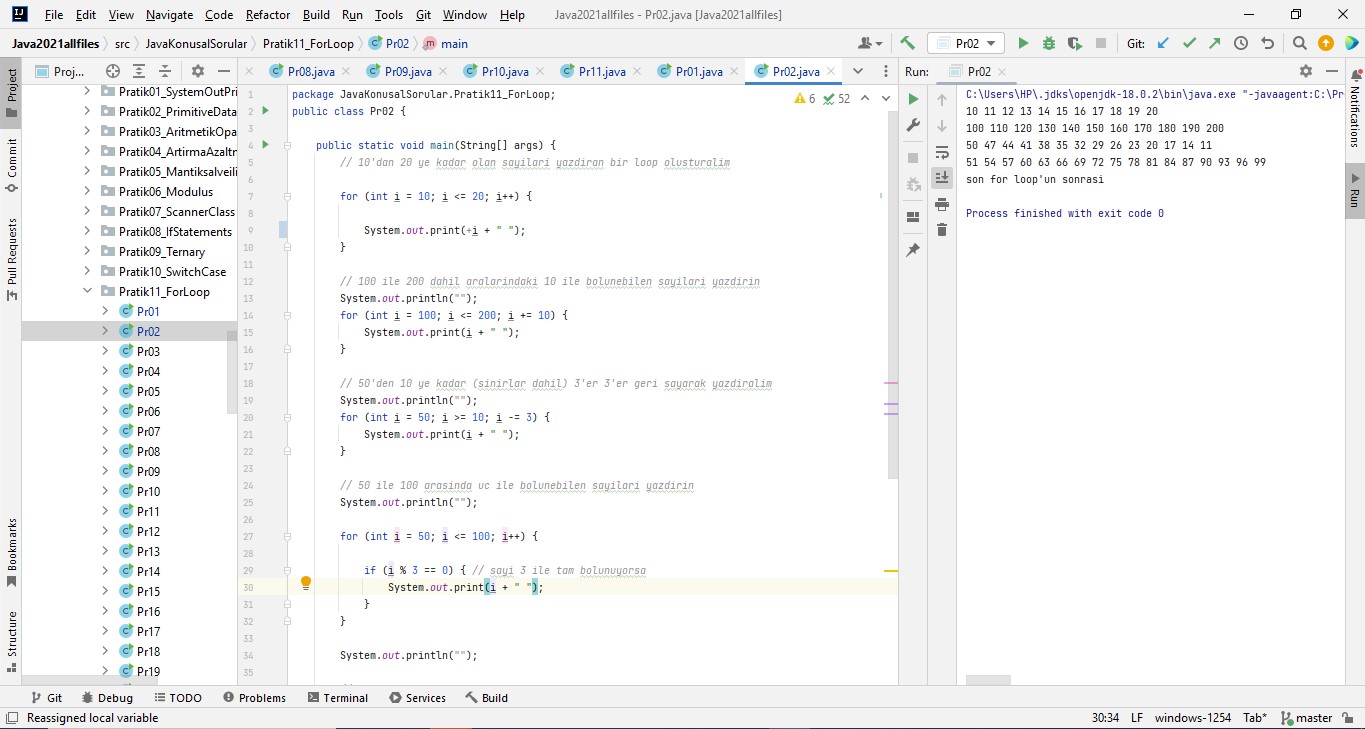 File Edit View Navigate Code Refactor Build Run Tools Git Window Help Java2021allfiles - Pr02.java [Java2021allfiles]
Java2021allfiles src JavaKonusalSorular Pratik11_ForLoop Pr02 main Pr02 Git:
Project
Commit
Pull Requests
Bookmarks
Structure
Proj...
Pratik01_SystemOutPri
Pratik02_PrimitiveData
Pratik03_AritmetikOpa
Pratik04_ArtirmaAzaltr
Pratik05_Mantiksalveili
Pratik06_Modulus
Pratik07_ScannerClass
Pratik08_IfStatements
Pratik09_Ternary
Pratik10_SwitchCase
Pratik11_ForLoop
Pr01
Pr02
Pr03
Pr04
Pr05
Pr06
Pr07
Pr08
Pr09
Pr10
Pr11
Pr12
Pr13
Pr14
Pr15
Pr16
Pr17
Pr18
Pr19
Pr08.java Pr09.java Pr10.java Pr11.java Pr01.java Pr02.java
6 52
1 package JavaKonusalSorular.Pratik11_ForLoop;
2 public class Pr02 {
3
4 public static void main(String[] args) {
5 // 10'dan 20 ye kadar olan sayilari yazdiran bir loop olusturalim
6
7 for (int i = 10; i <= 20; i++) {
8
9 System.out.print(+i + " ");
10 }
11
12 // 100 ile 200 dahil aralarindaki 10 ile bolunebilen sayilari yazdirin
13 System.out.println("");
14 for (int i = 100; i <= 200; i += 10) {
15 System.out.print(i + " ");
16 }
17
18 // 50'den 10 ye kadar (sinirlar dahil) 3'er 3'er geri sayarak yazdiralim
19 System.out.println("");
20 for (int i = 50; i >= 10; i -= 3) {
21 System.out.print(i + " ");
22 }
23
24 // 50 ile 100 arasinda uc ile bolunebilen sayilari yazdirin
25 System.out.println("");
26
27 for (int i = 50; i <= 100; i++) {
28
29 if (i % 3 == 0) { // sayi 3 ile tam bolunuyorsa
30 System.out.print(i + " ");
31 }
32 }
33
34 System.out.println("");
35
Run: Pr02
C:\Users\HP\.jdks\openjdk-18.0.2\bin\java.exe "-javaagent:C:\Pr
10 11 12 13 14 15 16 17 18 19 20
100 110 120 130 140 150 160 170 180 190 200
50 47 44 41 38 35 32 29 26 23 20 17 14 11
51 54 57 60 63 66 69 72 75 78 81 84 87 90 93 96 99
son for loop'un sonrasi
Process finished with exit code 0
Notifications
Run
Git Debug TODO Problems Terminal Services Build
Reassigned local variable 30:34 LF windows-1254 Tab* master